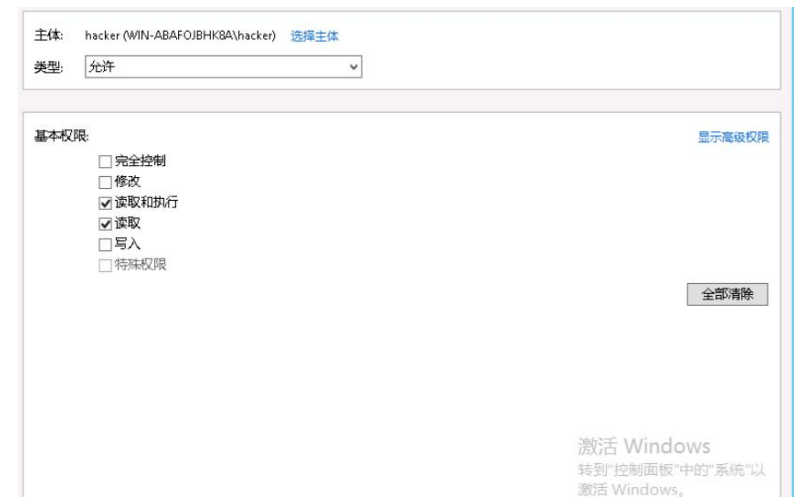 主体: hacker (WIN-ABAFOJBHK8A\hacker) 选择主体
类型: 允许
基本权限: 显示高级权限
完全控制
修改
读取和执行
读取
写入
特殊权限
全部清除
激活 Windows
转到"控制面板"中的"系统"以
激活 Windows。